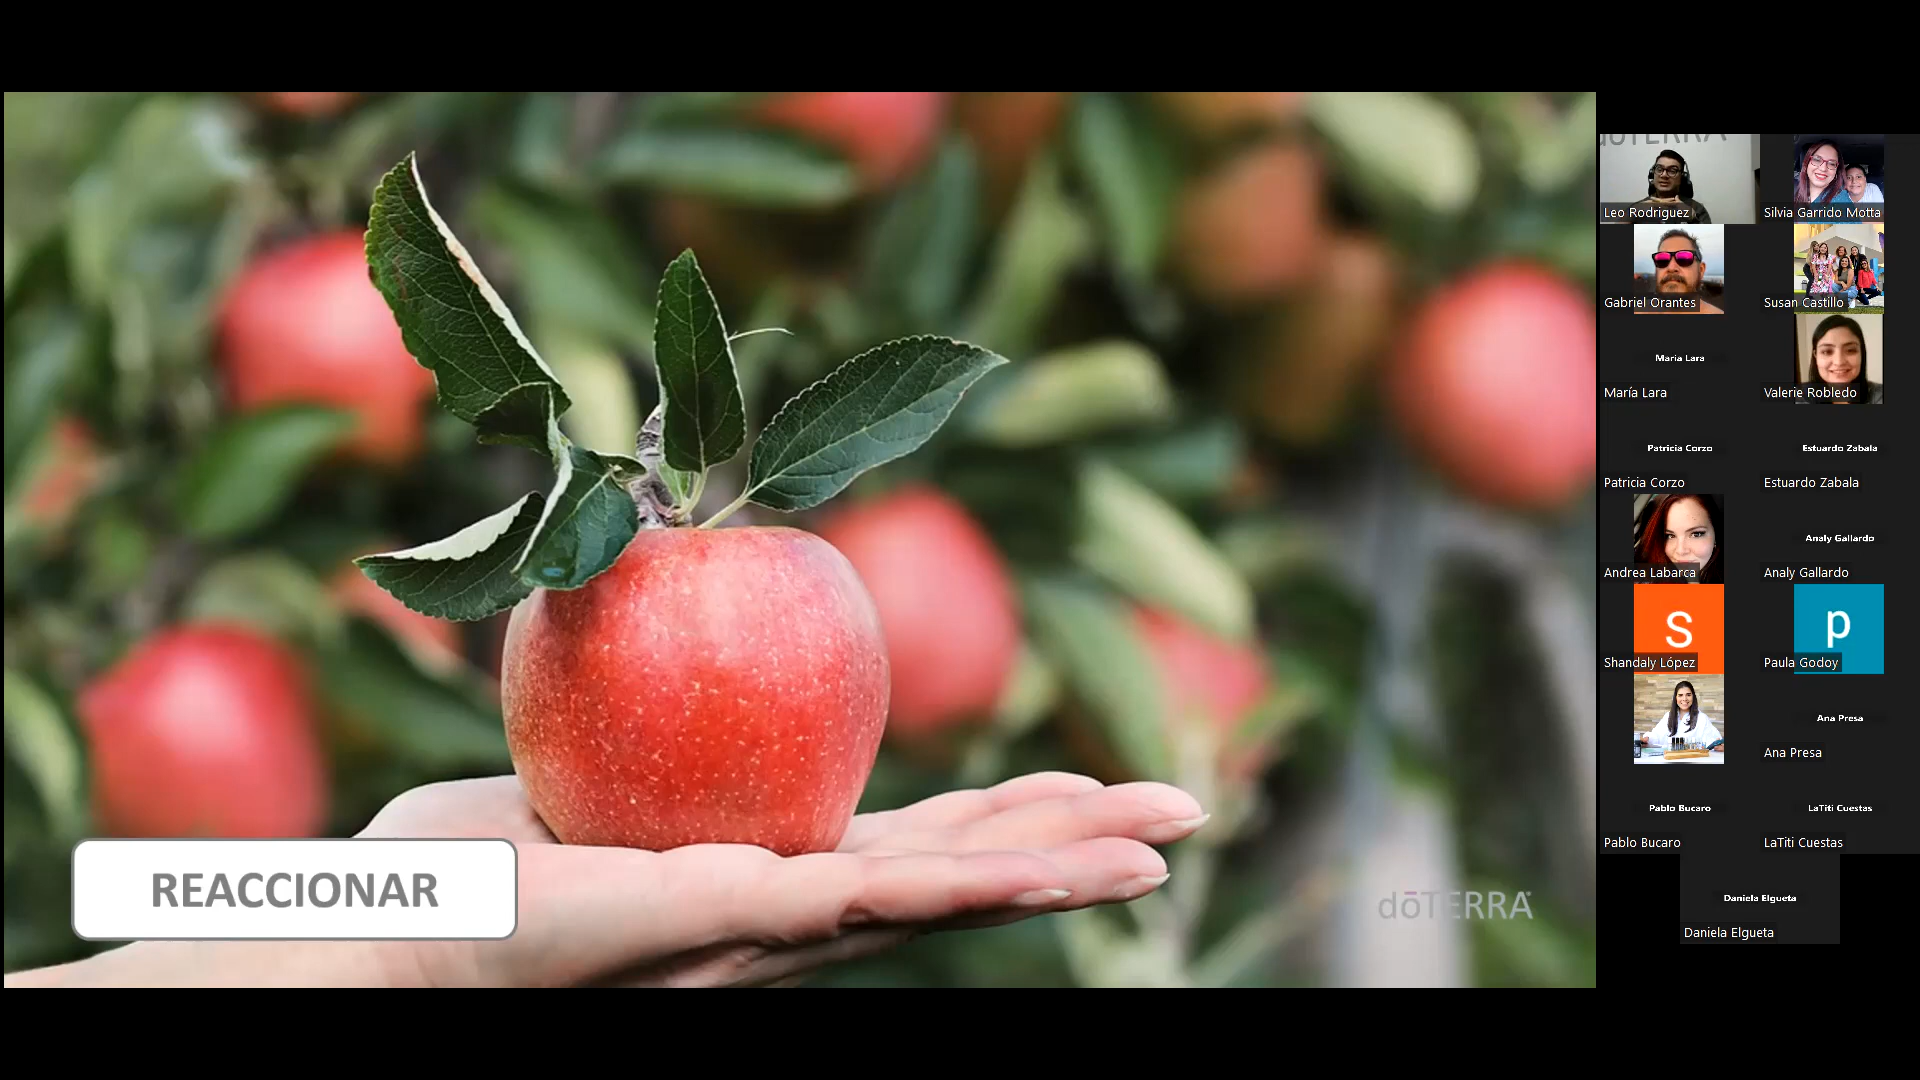 REACCIONAR
dōTERRA
dōTERRA
Leo Rodriguez
Silvia Garrido Motta
Gabriel Orantes
Susan Castillo
Maria Lara
María Lara
Valerie Robledo
Patricia Corzo
Estuardo Zabala
Patricia Corzo
Estuardo Zabala
Andrea Labarca
Analy Gallardo
Analy Gallardo
S
Shandaly López
p
Paula Godoy
Ana Presa
Ana Presa
Pablo Bucaro
LaTiti Cuestas
Pablo Bucaro
LaTiti Cuestas
Daniela Elgueta
Daniela Elgueta